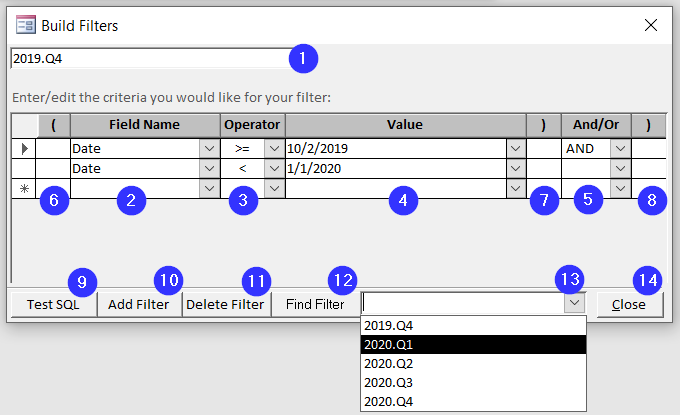 Build Filters
2019.Q4 1
Enter/edit the criteria you would like for your filter:
( Field Name Operator Value ) And/Or )
Date >= 10/2/2019 AND
Date < 1/1/2020
6 2 3 4 7 5 8
9 10 11 12 13 14
Test SQL Add Filter Delete Filter Find Filter Close
2019.Q4
2020.Q1
2020.Q2
2020.Q3
2020.Q4